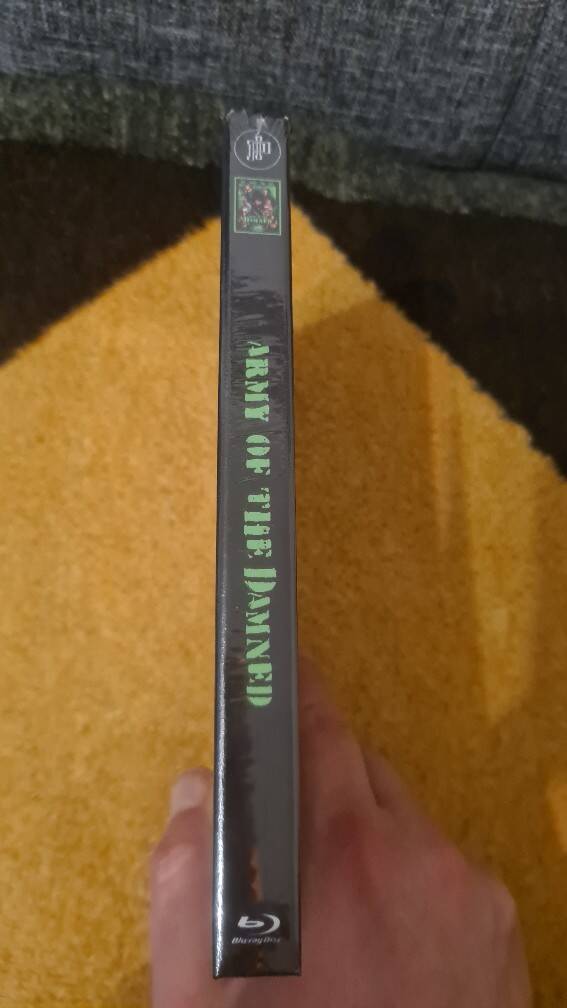 ARMY OF THE DAMNED
Blu-ray Disc